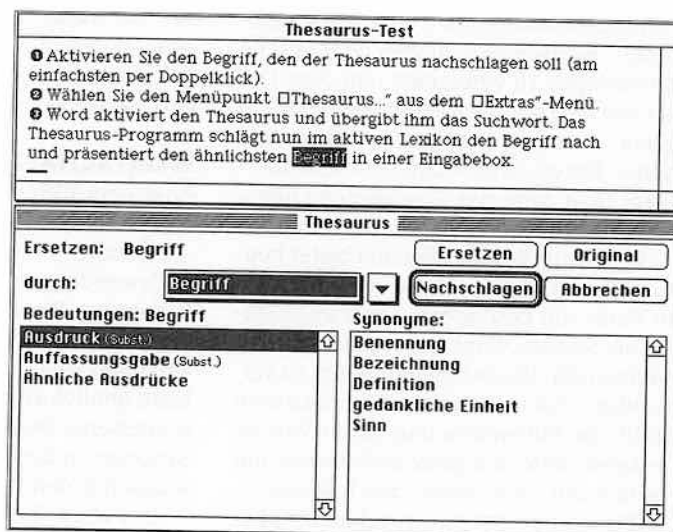 Thesaurus-Test
❶ Aktivieren Sie den Begriff, den der Thesaurus nachschlagen soll (am
einfachsten per Doppelklick).
❷ Wählen Sie den Menüpunkt □Thesaurus..." aus dem □Extras"-Menü.
❸ Word aktiviert den Thesaurus und übergibt ihm das Suchwort. Das
Thesaurus-Programm schlägt nun im aktiven Lexikon den Begriff nach
und präsentiert den ähnlichsten Begriff in einer Eingabebox.
Thesaurus
Ersetzen: Begriff
Ersetzen
Original
durch:
Begriff
Nachschlagen
Abbrechen
Bedeutungen: Begriff
Ausdruck (Subst.)
Auffassungsgabe (Subst.)
Ähnliche Ausdrücke
Synonyme:
Benennung
Bezeichnung
Definition
gedankliche Einheit
Sinn